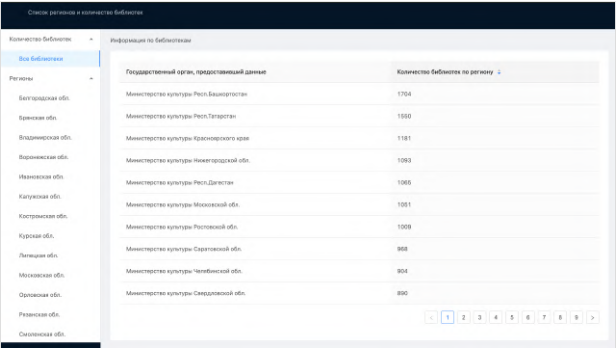 Список регионов и количество библиотек
Количество библиотек
Все библиотеки
Регионы
Белгородская обл.
Брянская обл.
Владимирская обл.
Воронежская обл.
Ивановская обл.
Калужская обл.
Костромская обл.
Курская обл.
Липецкая обл.
Московская обл.
Орловская обл.
Рязанская обл.
Смоленская обл.
Информация по библиотекам
Государственный орган, предоставивший данные Количество библиотек по региону
Министерство культуры Респ.Башкортостан 1704
Министерство культуры Респ.Татарстан 1550
Министерство культуры Красноярского края 1181
Министерство культуры Нижегородской обл. 1093
Министерство культуры Респ.Дагестан 1065
Министерство культуры Московской обл. 1051
Министерство культуры Ростовской обл. 1009
Министерство культуры Саратовской обл. 968
Министерство культуры Челябинской обл. 904
Министерство культуры Свердловской обл. 890
< 1 2 3 4 5 6 7 8 9 >